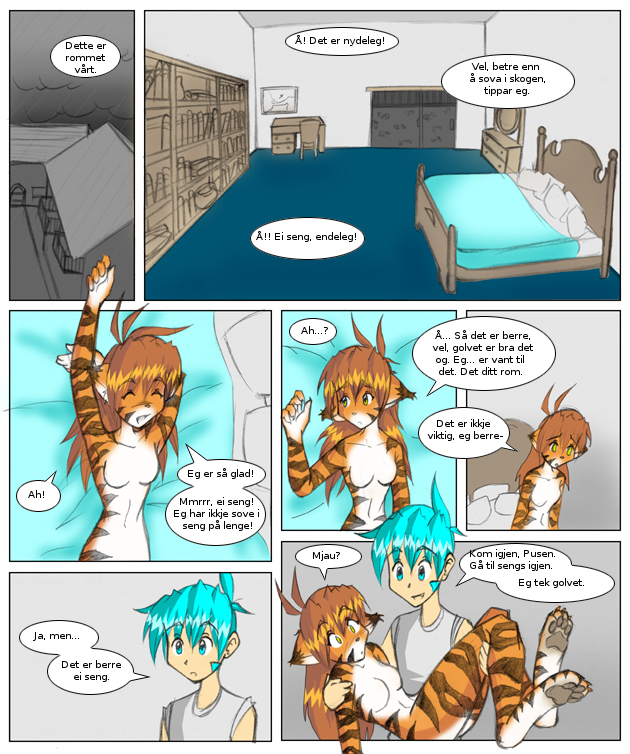 Dette er
rommet
vårt.
Å! Det er nydeleg!
Vel, betre enn
å sova i skogen,
tippar eg.
Å!! Ei seng, endeleg!
Ah!
Eg er så glad!
Mmrrr, ei seng!
Eg har ikkje sove i
seng på lenge!
Ah...?
Å... Så det er berre,
vel, golvet er bra det
og. Eg... er vant til
det. Det ditt rom.
Det er ikkje
viktig, eg berre-
Ja, men...
Det er berre
ei seng.
Mjau?
Kom igjen, Pusen.
Gå til sengs igjen.
Eg tek golvet.